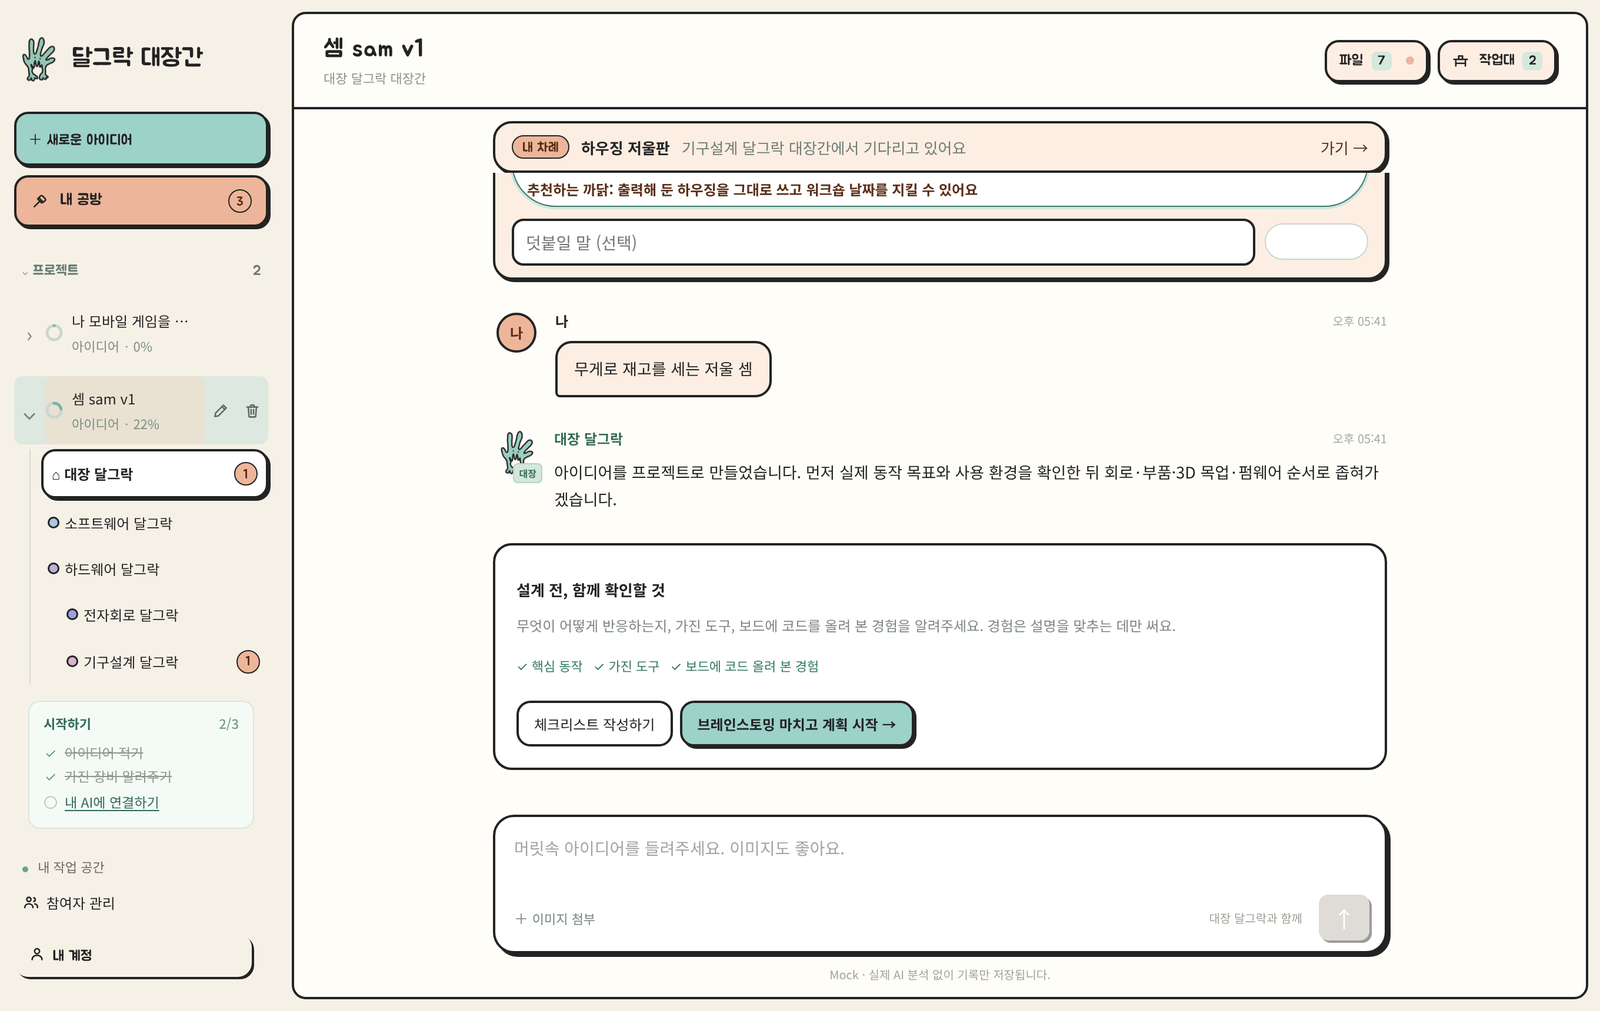 달그락 대장간
+ 새로운 아이디어
내 공방 3
프로젝트 2
나 모바일 게임을 …
아이디어 · 0%
셈 sam v1
아이디어 · 22%
대장 달그락 1
소프트웨어 달그락
하드웨어 달그락
전자회로 달그락
기구설계 달그락 1
시작하기 2/3
아이디어 적기
가진 장비 알려주기
내 AI에 연결하기
내 작업 공간
참여자 관리
내 계정
셈 sam v1
대장 달그락 대장간
파일 7
작업대 2
내 차례 하우징 저울판 기구설계 달그락 대장간에서 기다리고 있어요 가기 →
추천하는 까닭: 출력해 둔 하우징을 그대로 쓰고 워크숍 날짜를 지킬 수 있어요
덧붙일 말 (선택)
나 나 오후 05:41
무게로 재고를 세는 저울 셈
대장 달그락 오후 05:41
대장
아이디어를 프로젝트로 만들었습니다. 먼저 실제 동작 목표와 사용 환경을 확인한 뒤 회로·부품·3D 목업·펌웨어 순서로 좁혀가
겠습니다.
설계 전, 함께 확인할 것
무엇이 어떻게 반응하는지, 가진 도구, 보드에 코드를 올려 본 경험을 알려주세요. 경험은 설명을 맞추는 데만 써요.
✓ 핵심 동작 ✓ 가진 도구 ✓ 보드에 코드 올려 본 경험
체크리스트 작성하기
브레인스토밍 마치고 계획 시작 →
머릿속 아이디어를 들려주세요. 이미지도 좋아요.
+ 이미지 첨부
대장 달그락과 함께 ↑
Mock · 실제 AI 분석 없이 기록만 저장됩니다.